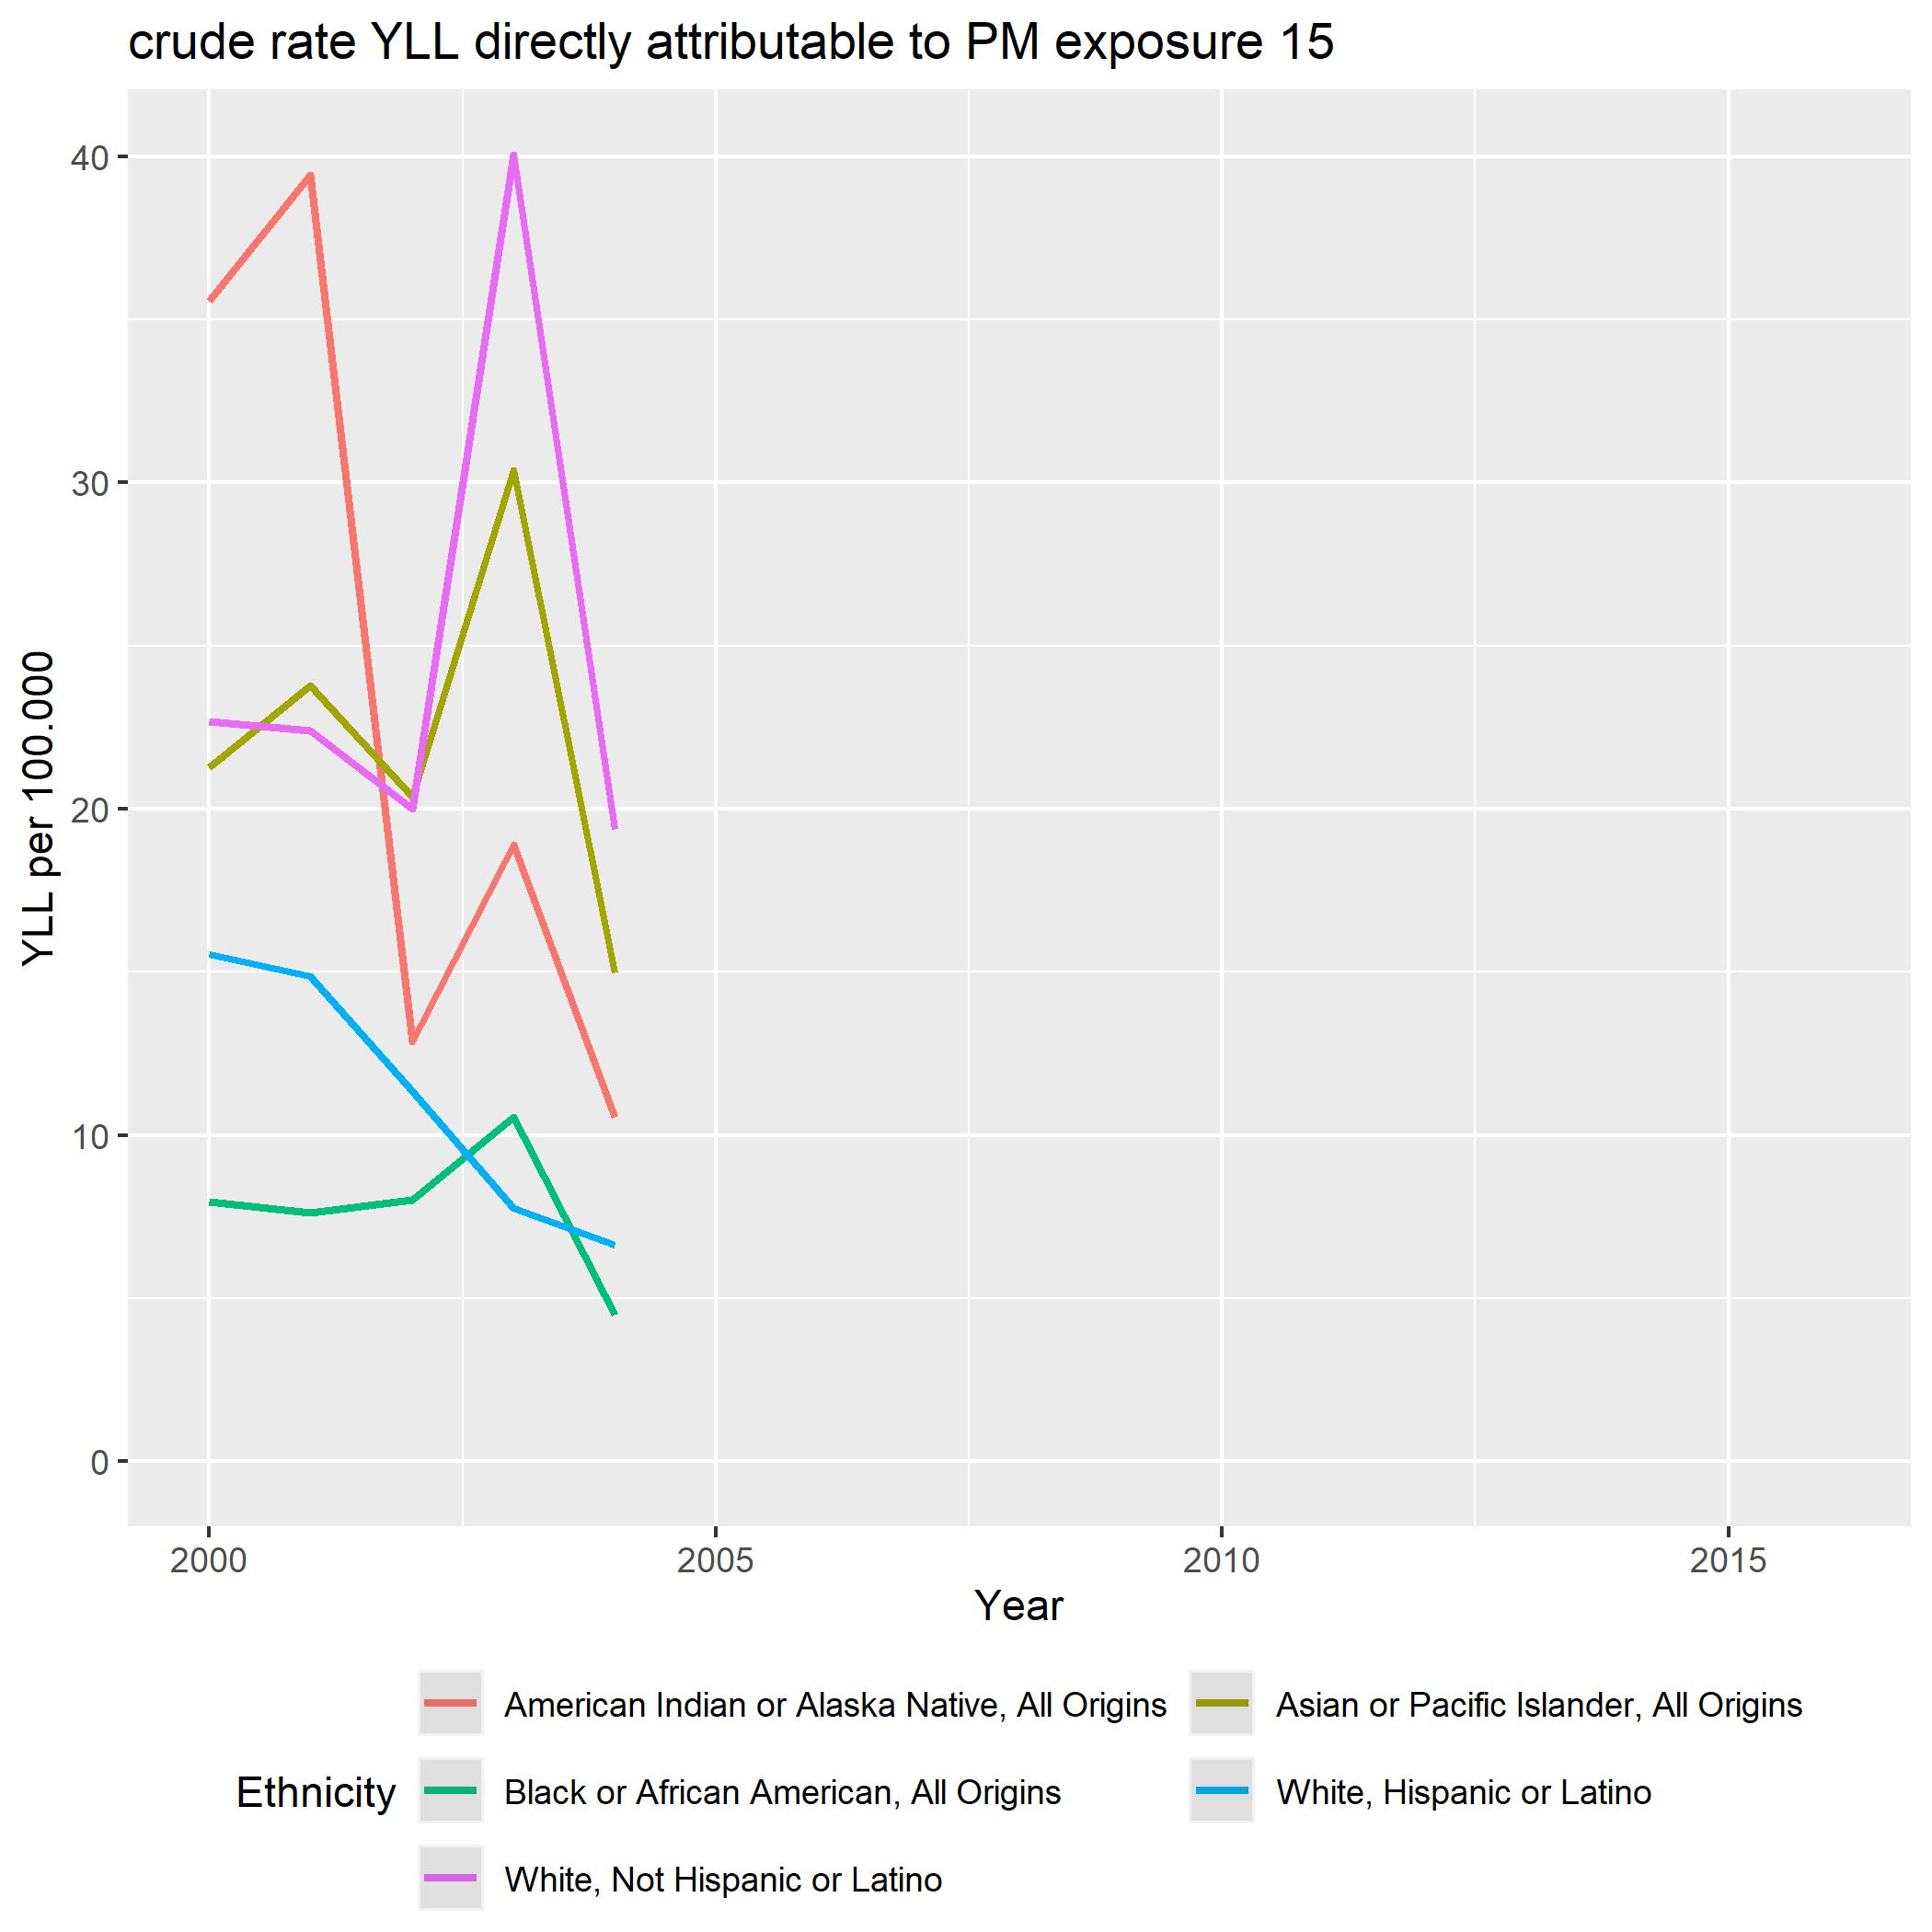 crude rate YLL directly attributable to PM exposure 15
YLL per 100.000
40
30
20
10
0
2000 2005 2010 2015
Year
Ethnicity
American Indian or Alaska Native, All Origins
Asian or Pacific Islander, All Origins
Black or African American, All Origins
White, Hispanic or Latino
White, Not Hispanic or Latino